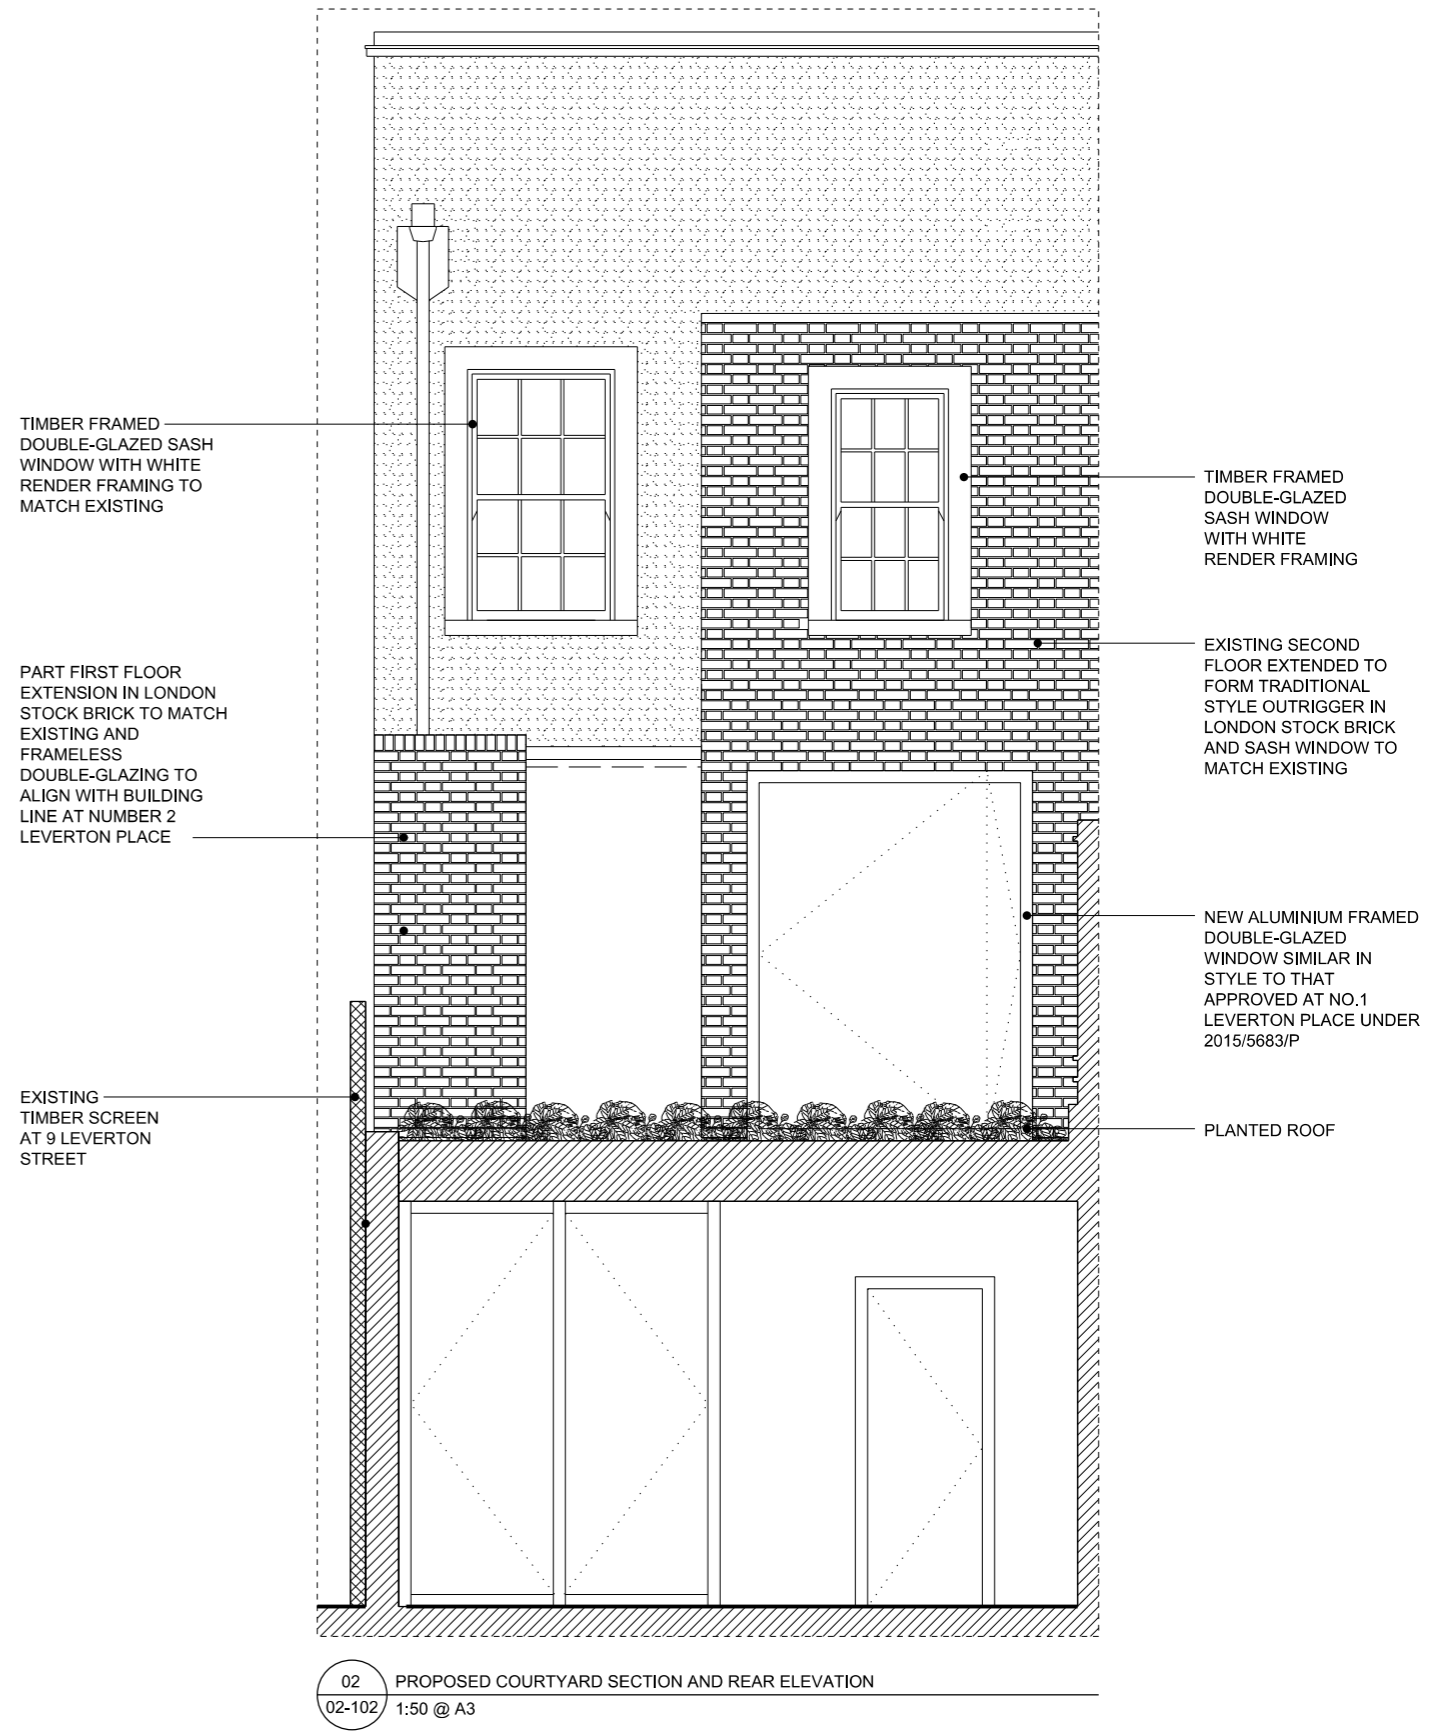 TIMBER FRAMED
DOUBLE-GLAZED SASH
WINDOW WITH WHITE
RENDER FRAMING TO
MATCH EXISTING
PART FIRST FLOOR
EXTENSION IN LONDON
STOCK BRICK TO MATCH
EXISTING AND
FRAMELESS
DOUBLE-GLAZING TO
ALIGN WITH BUILDING
LINE AT NUMBER 2
LEVERTON PLACE
EXISTING
TIMBER SCREEN
AT 9 LEVERTON
STREET
TIMBER FRAMED
DOUBLE-GLAZED
SASH WINDOW
WITH WHITE
RENDER FRAMING
EXISTING SECOND
FLOOR EXTENDED TO
FORM TRADITIONAL
STYLE OUTRIGGER IN
LONDON STOCK BRICK
AND SASH WINDOW TO
MATCH EXISTING
NEW ALUMINIUM FRAMED
DOUBLE-GLAZED
WINDOW SIMILAR IN
STYLE TO THAT
APPROVED AT NO.1
LEVERTON PLACE UNDER
2015/5683/P
PLANTED ROOF
02 PROPOSED COURTYARD SECTION AND REAR ELEVATION
02-102 1:50 @ A3